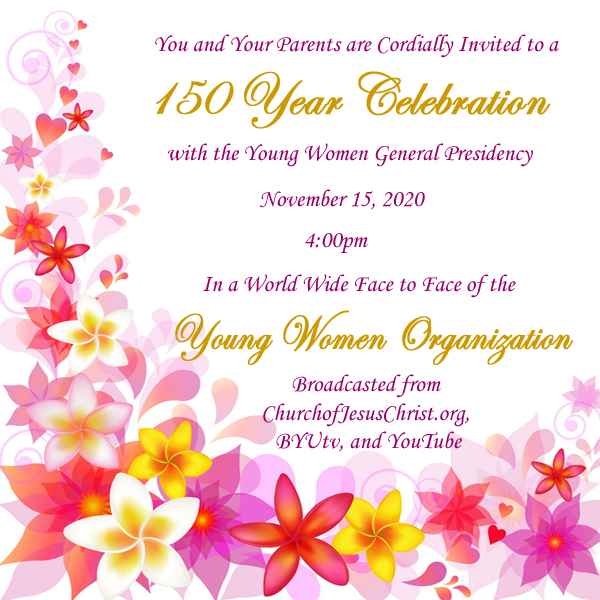 You and Your Parents are Cordially Invited to a
150 Year Celebration
with the Young Women General Presidency
November 15, 2020
4:00pm
In a World Wide Face to Face of the
Young Women Organization
Broadcasted from
ChurchofJesusChrist.org,
BYUtv, and YouTube